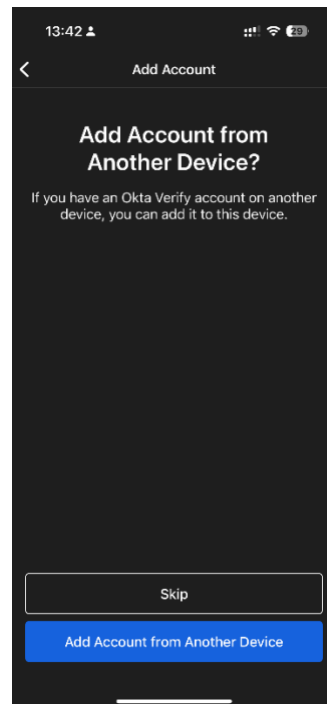 13:42
29
Add Account
Add Account from
Another Device?
If you have an Okta Verify account on another
device, you can add it to this device.
Skip
Add Account from Another Device